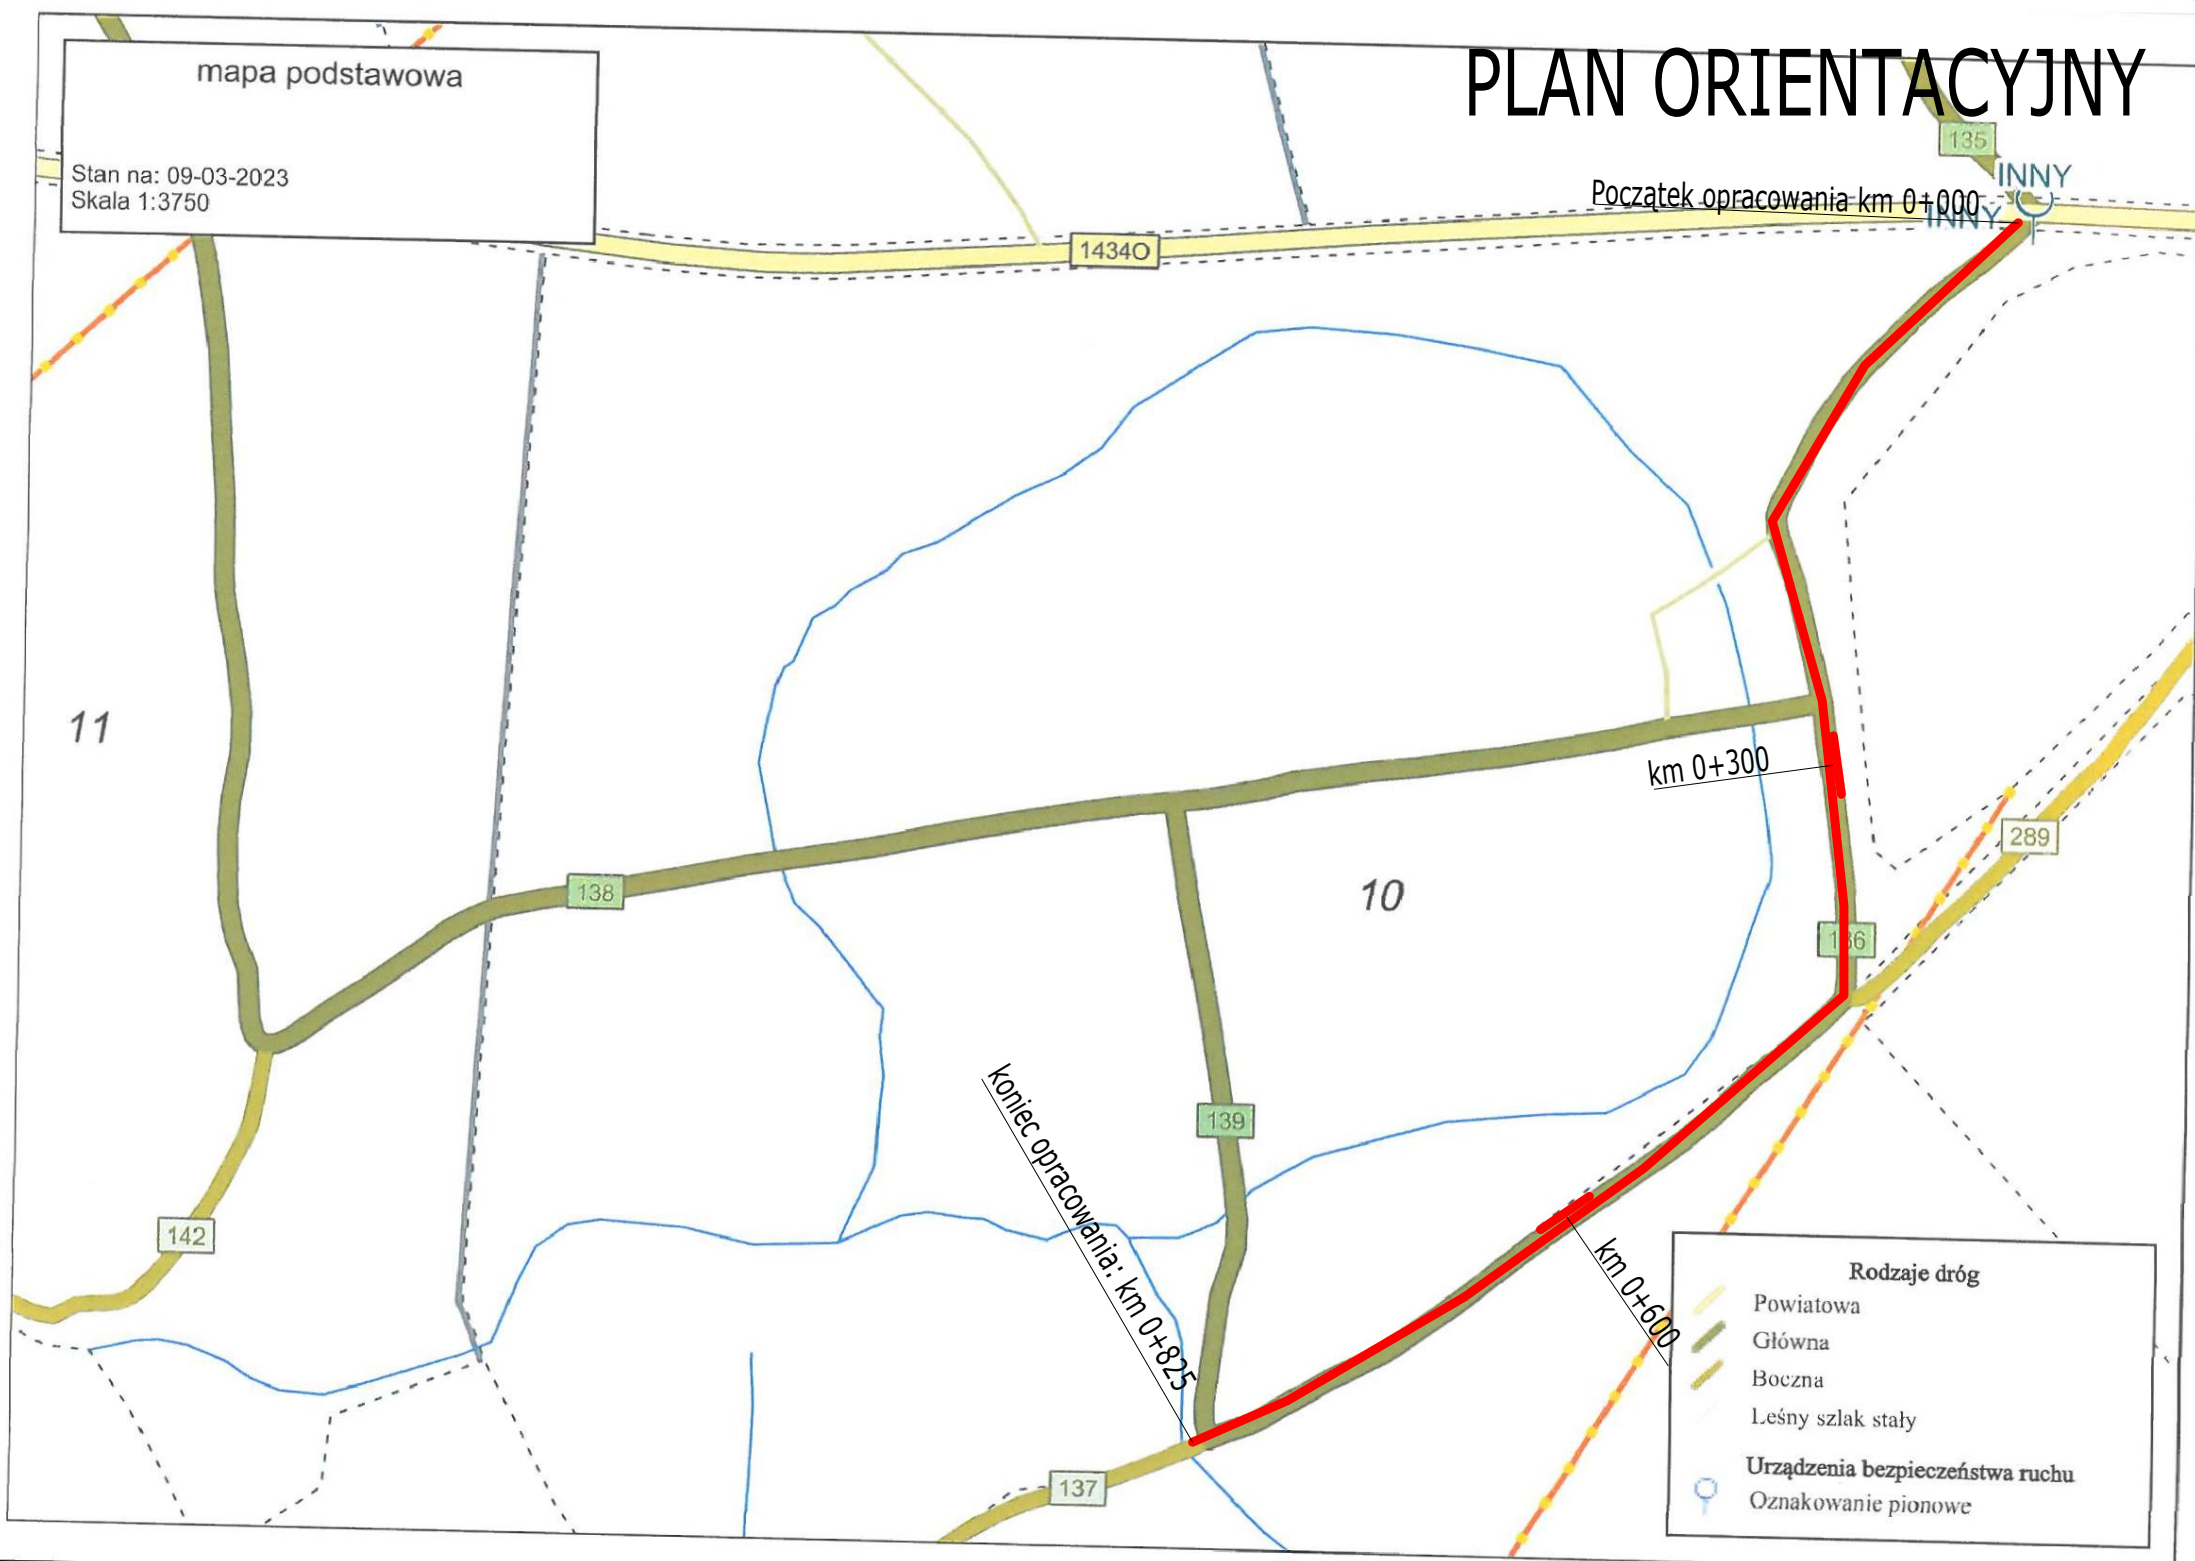 mapa podstawowa
Stan na: 09-03-2023
Skala 1:3750
PLAN ORIENTACYJNY
135
INNY
Początek opracowania km 0+000
INNY
1434O
11
km 0+300
289
138
10
136
139
koniec opracowania: km 0+825
142
km 0+600
137
Rodzaje dróg
Powiatowa
Główna
Boczna
Leśny szlak stały
Urządzenia bezpieczeństwa ruchu
Oznakowanie pionowe